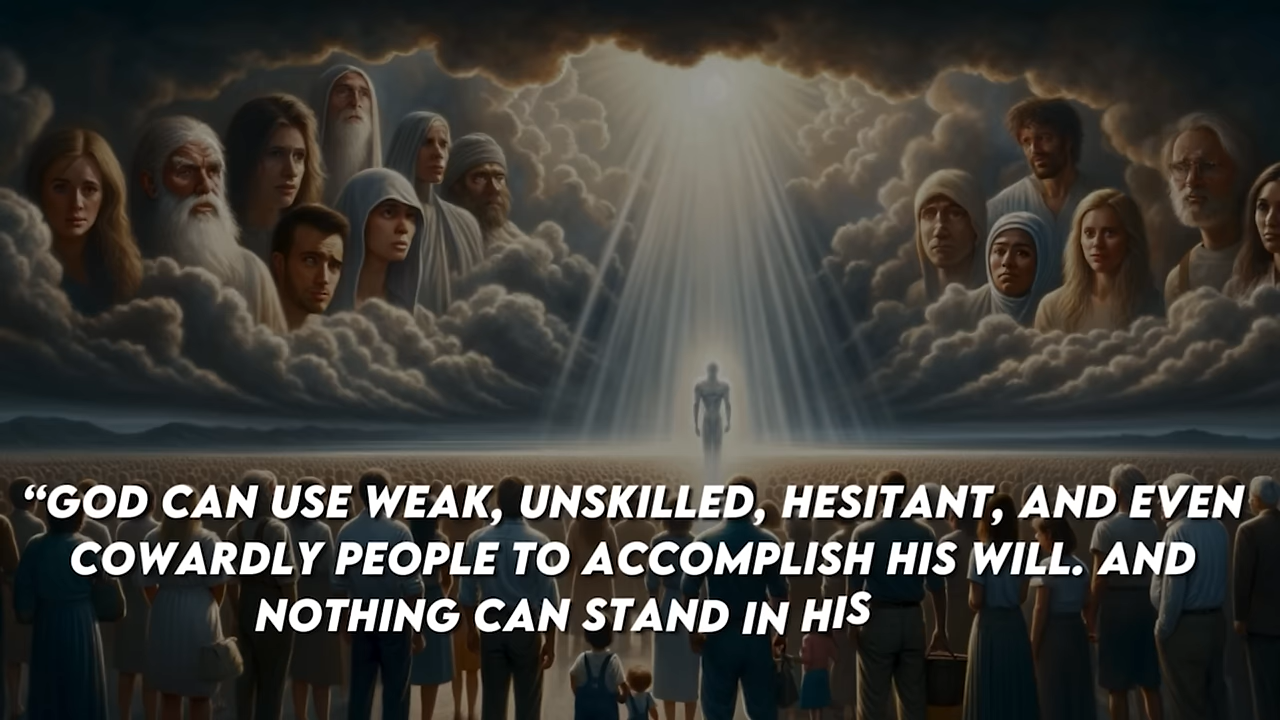 “GOD CAN USE WEAK, UNSKILLED, HESITANT, AND EVEN
COWARDLY PEOPLE TO ACCOMPLISH HIS WILL. AND
NOTHING CAN STAND IN HIS